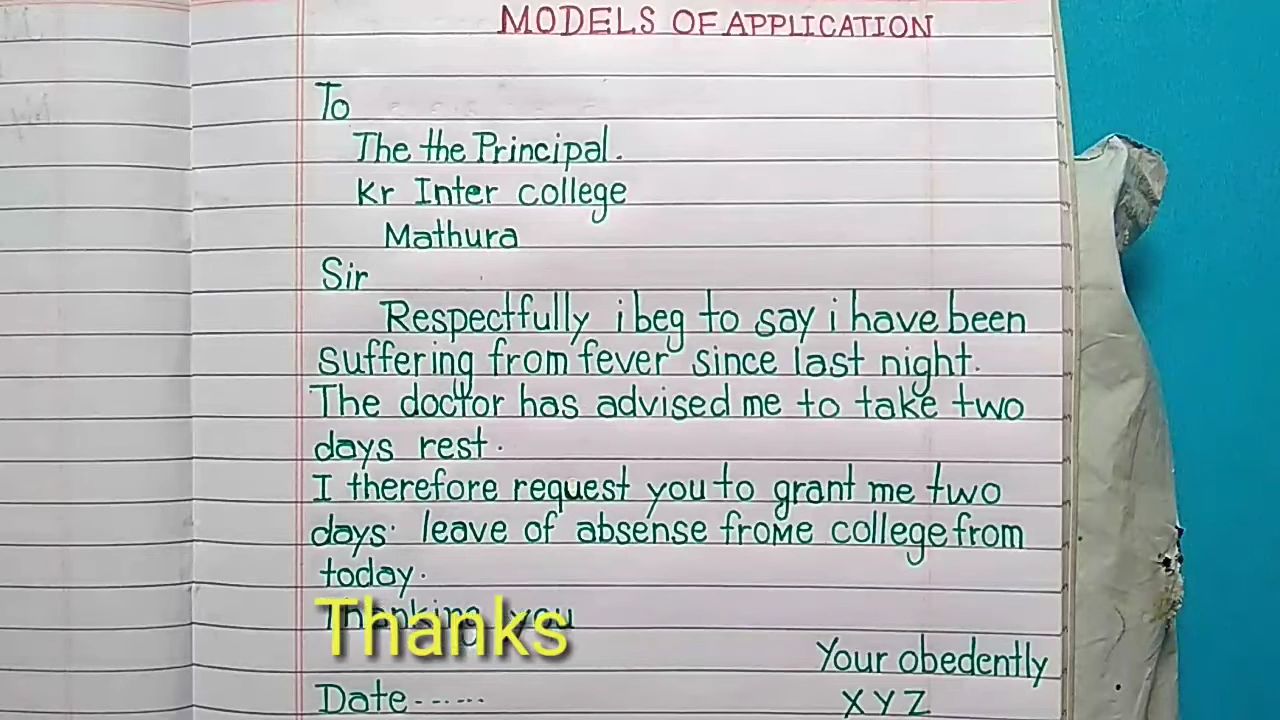 MODELS OF APPLICATION
To
The the Principal.
Kr Inter college
Mathura
Sir
Respectfully i beg to say i have been
suffering from fever since last night.
The doctor has advised me to take two
days rest.
I therefore request you to grant me two
days. leave of absense frome college from
today.
Thanking you
Thanks
Your obedently
Date ------
X Y Z